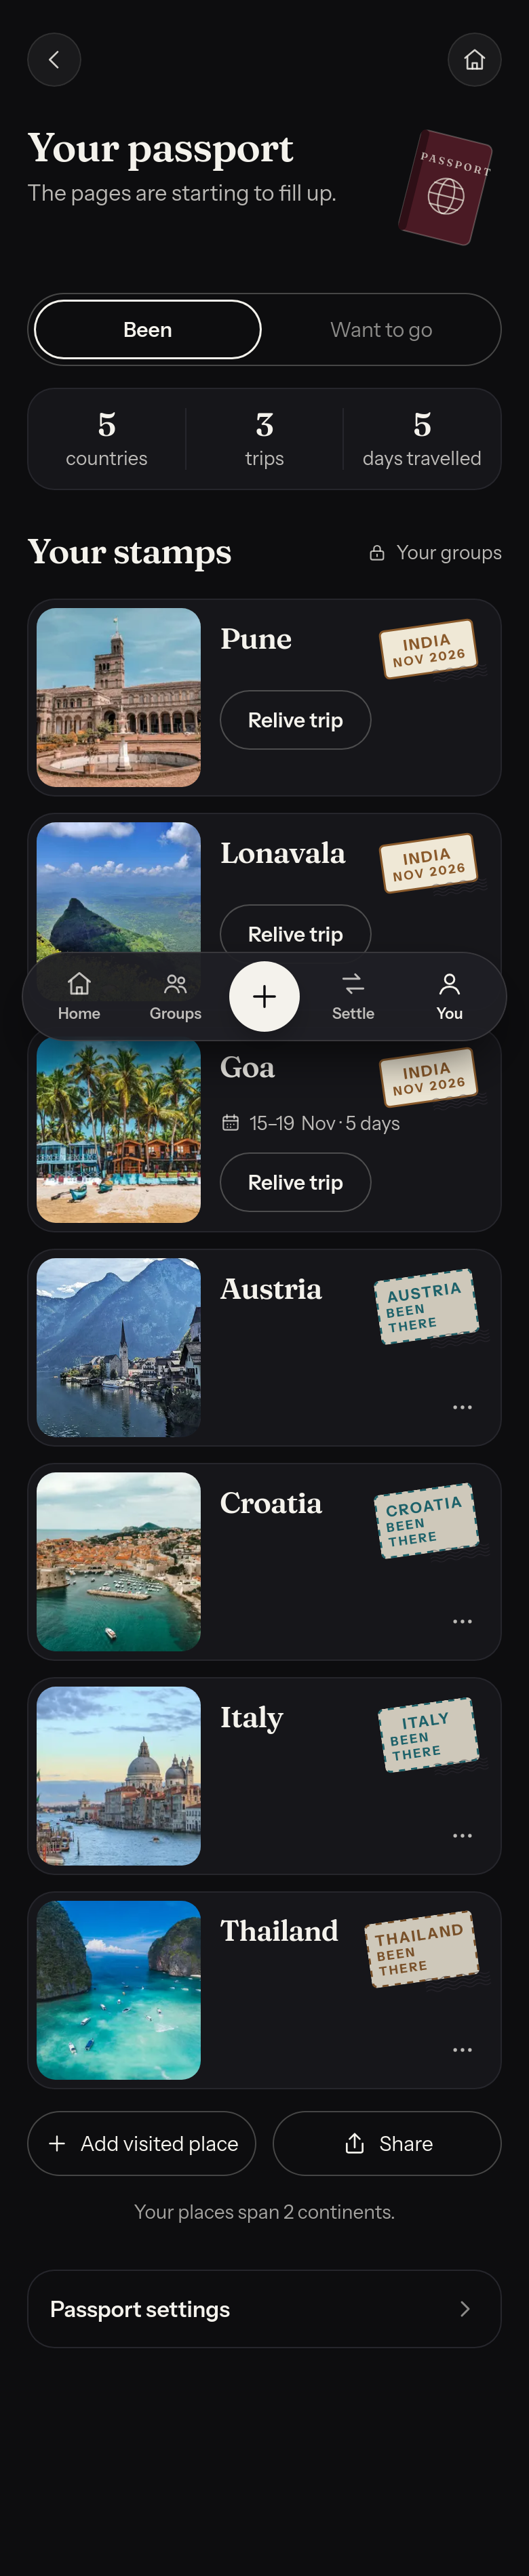 Your passport
The pages are starting to fill up.
PASSPORT
Been
Want to go
5
countries
3
trips
5
days travelled
Your stamps
Your groups
Pune
INDIA
NOV 2026
Relive trip
Lonavala
INDIA
NOV 2026
Relive trip
Home
Groups
Settle
You
Goa
INDIA
NOV 2026
15–19 Nov · 5 days
Relive trip
Austria
AUSTRIA
BEEN
THERE
Croatia
CROATIA
BEEN
THERE
Italy
ITALY
BEEN
THERE
Thailand
THAILAND
BEEN
THERE
Add visited place
Share
Your places span 2 continents.
Passport settings